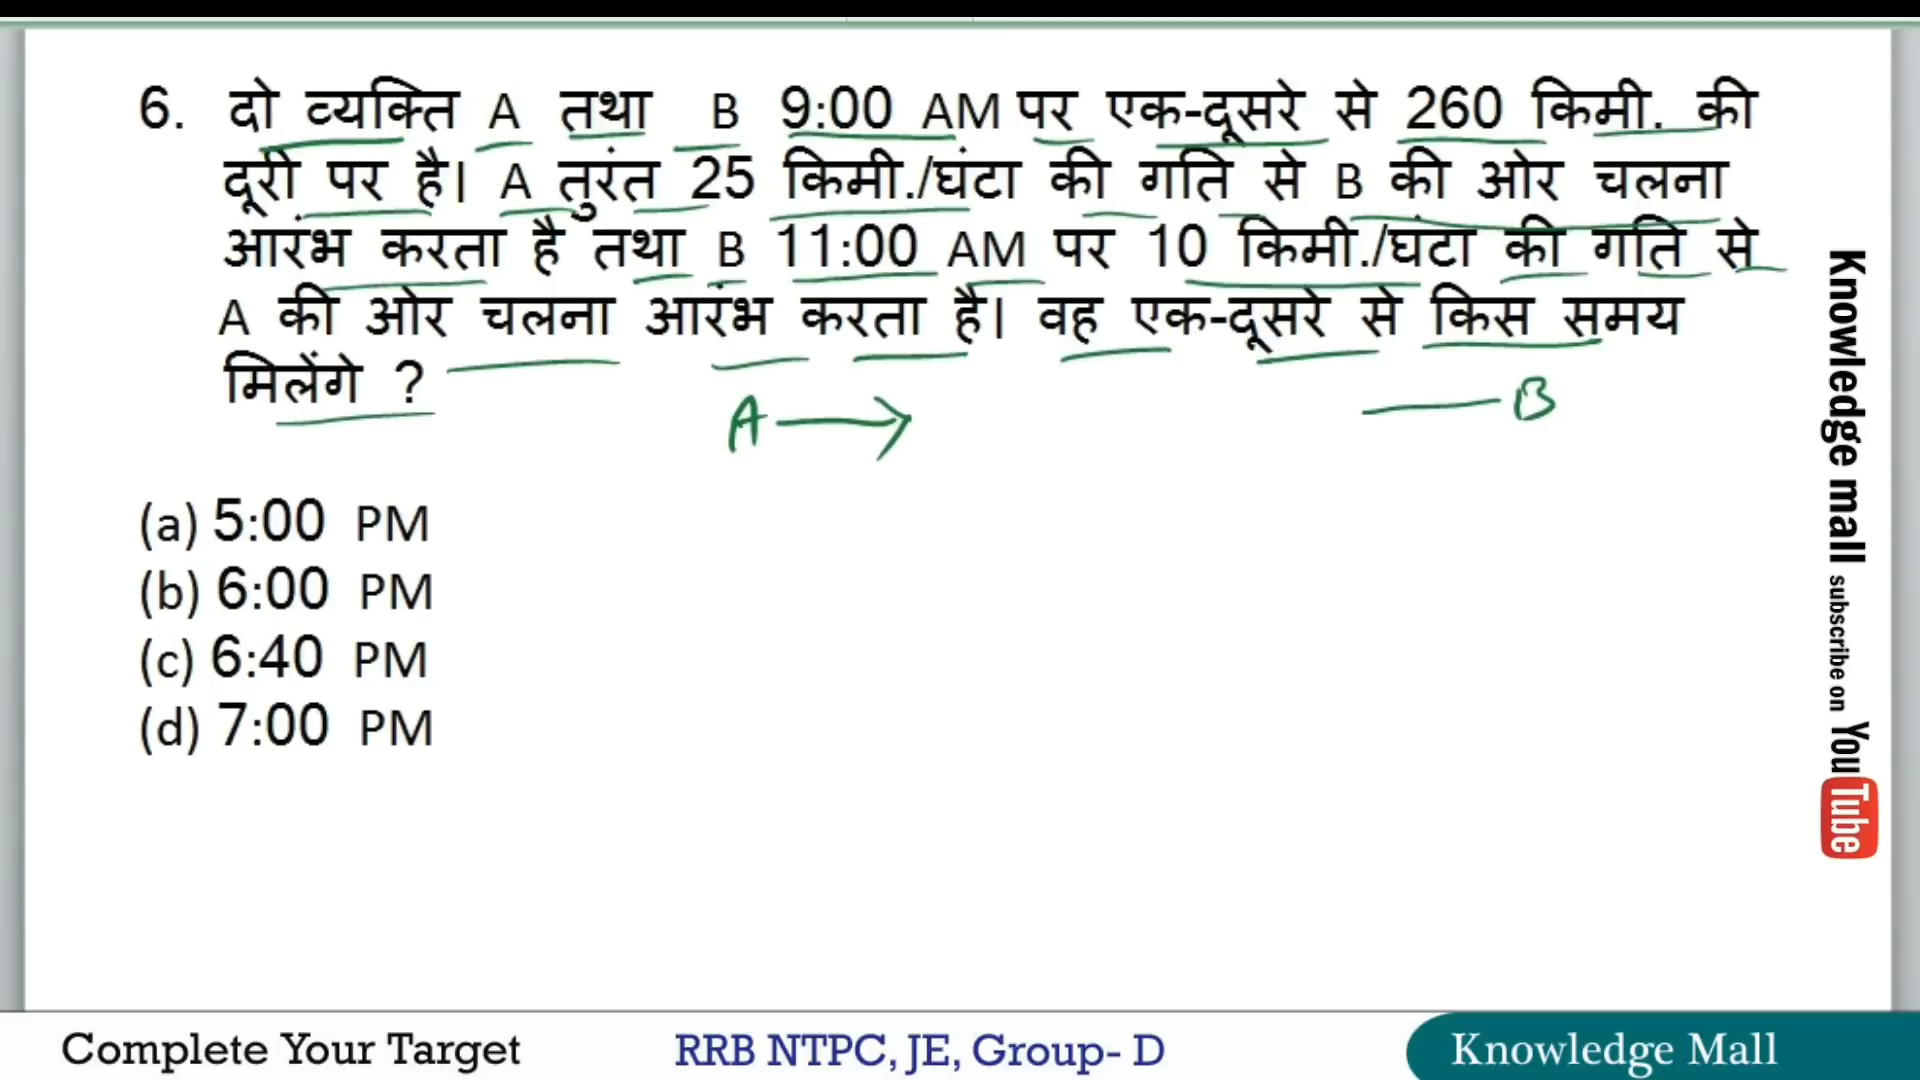 6. दो व्यक्ति A तथा B 9:00 AM पर एक-दूसरे से 260 किमी. की
दूरी पर है। A तुरंत 25 किमी./घंटा की गति से B की ओर चलना
आरंभ करता है तथा B 11:00 AM पर 10 किमी./घंटा की गति से
A की ओर चलना आरंभ करता है। वह एक-दूसरे से किस समय
मिलेंगे ?
A B
(a) 5:00 PM
(b) 6:00 PM
(c) 6:40 PM
(d) 7:00 PM
Knowledge mall subscribe on YouTube
Complete Your Target
RRB NTPC, JE, Group- D
Knowledge Mall